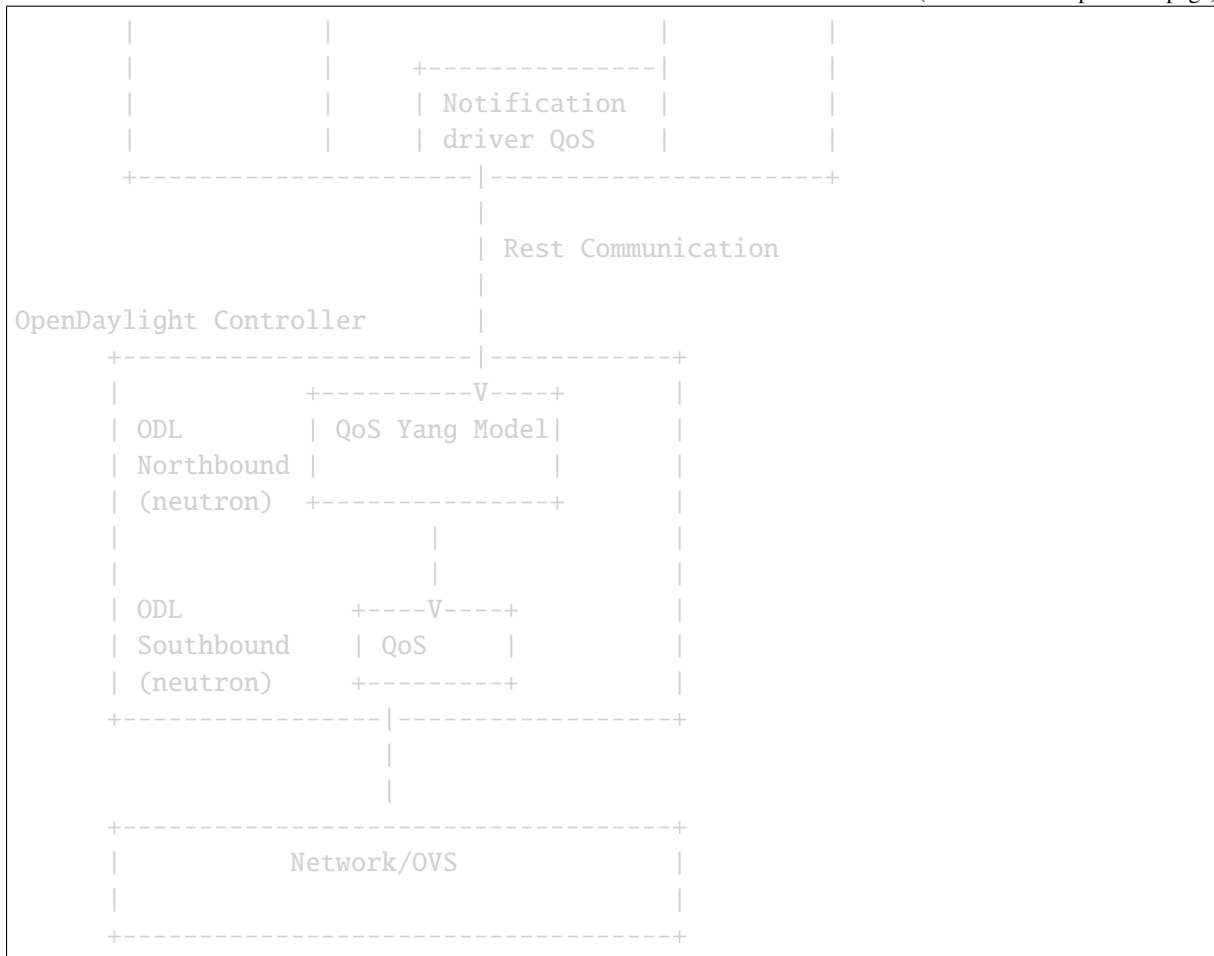 |                |                           |             |
|                |       +---------------|             |
|                |       | Notification  |             |
|                |       | driver QoS    |             |
+-----------------------|----------------------+
|
| Rest Communication
|
OpenDaylight Controller         |
+-----------------------|------------+
|            +----------V----+       |
| ODL        | QoS Yang Model|       |
| Northbound |               |       |
| (neutron)  +---------------+       |
|                    |               |
|                    |               |
| ODL           +----V----+          |
| Southbound    | QoS     |          |
| (neutron)     +---------+          |
+-----------------|------------------+
|
|
+------------------------------------+
|           Network/OVS              |
|                                    |
+------------------------------------+